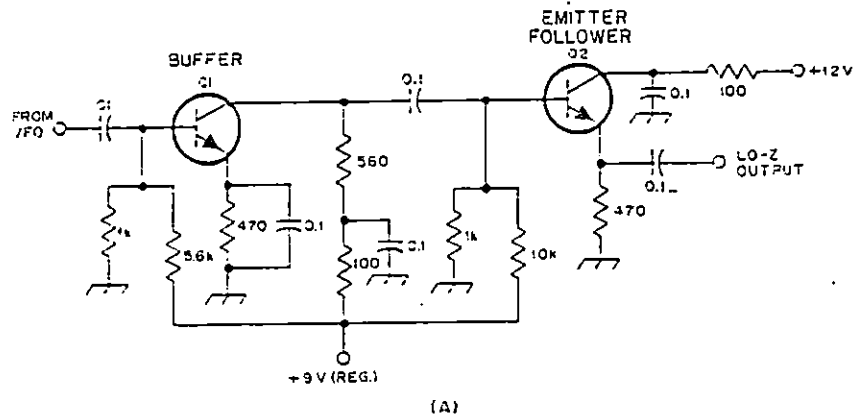 EMITTER
FOLLOWER
Q2
BUFFER
Q1
+12V
100
0.1
0.1
FROM
VFO
560
LO-Z
OUTPUT
0.1
470
470
0.1
1k
5.6k
0.1
100
1k
10k
+9V (REG.)
(A)